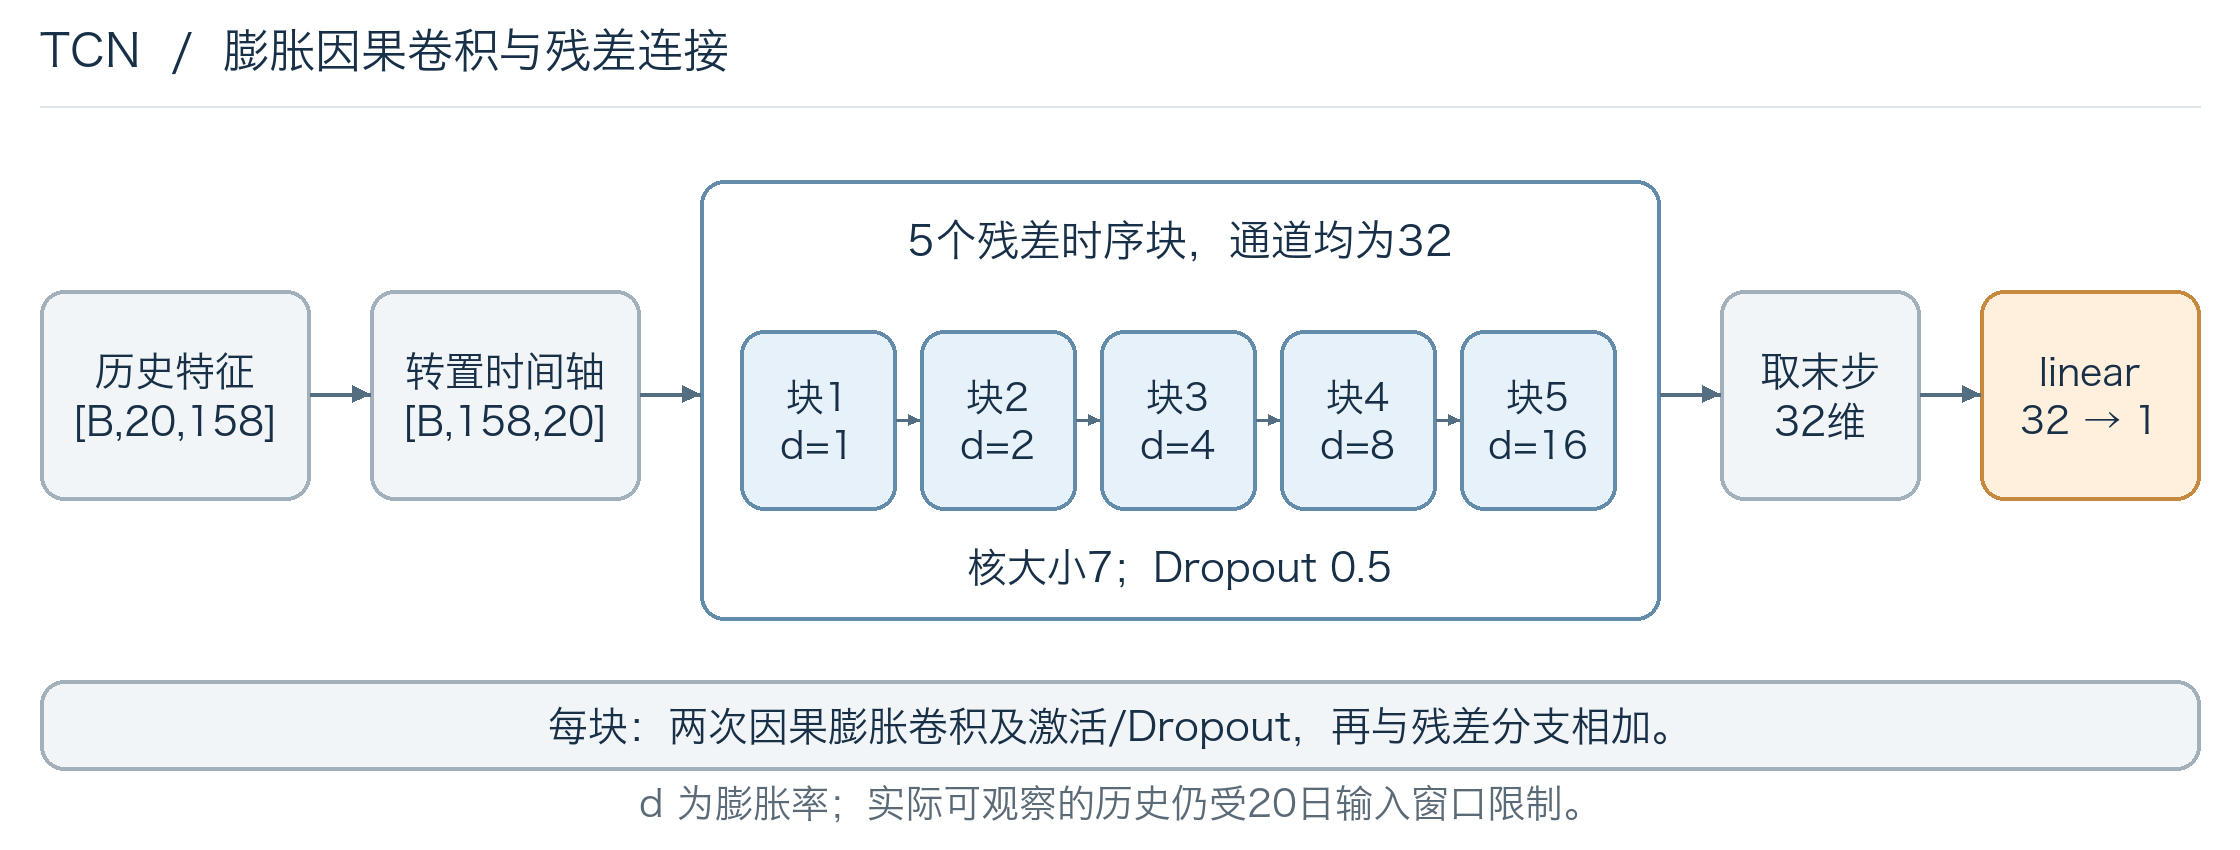 TCN / 膨胀因果卷积与残差连接
5个残差时序块，通道均为32
历史特征
[B,20,158]
转置时间轴
[B,158,20]
块1
d=1
块2
d=2
块3
d=4
块4
d=8
块5
d=16
核大小7；Dropout 0.5
取末步
32维
linear
32 → 1
每块：两次因果膨胀卷积及激活/Dropout，再与残差分支相加。
d 为膨胀率；实际可观察的历史仍受20日输入窗口限制。